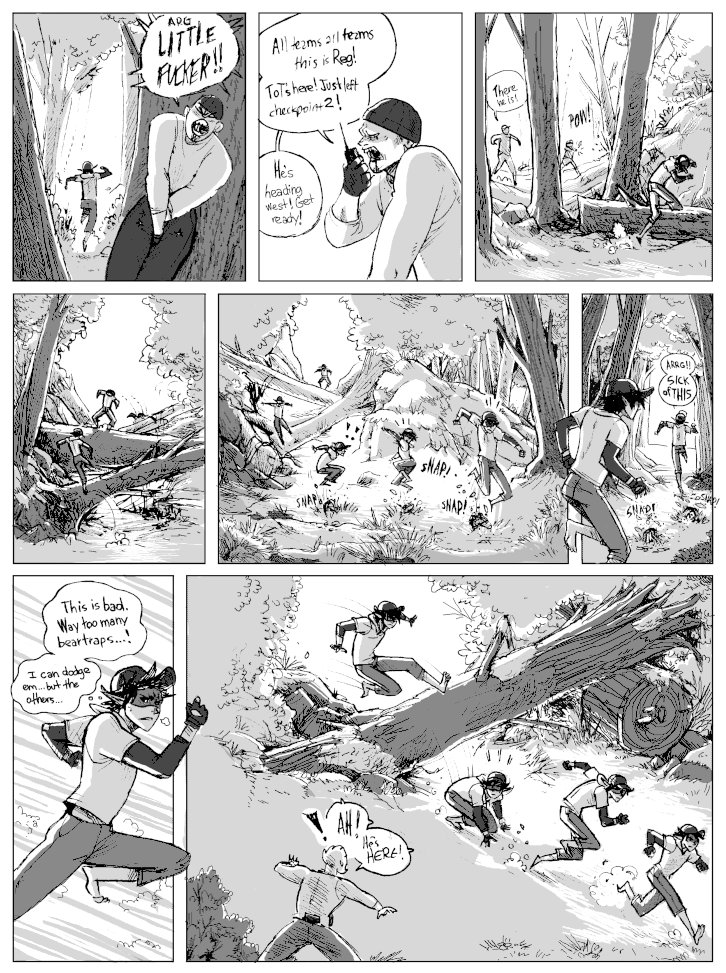 ARG
LITTLE
FUCKER!!
All teams all teams
this is Reg!
ToT's here! Just left
checkpoint 2!
He's
heading
west! Get
ready!
There
he is!
POW!
SNAP!
SNAP!
SNAP!
ARRG!!
SICK
of THIS
SNAP!
SNAP!
This is bad.
Way too many
beartraps...!
I can dodge
em...but the
others...
!
AH!
He's
HERE!